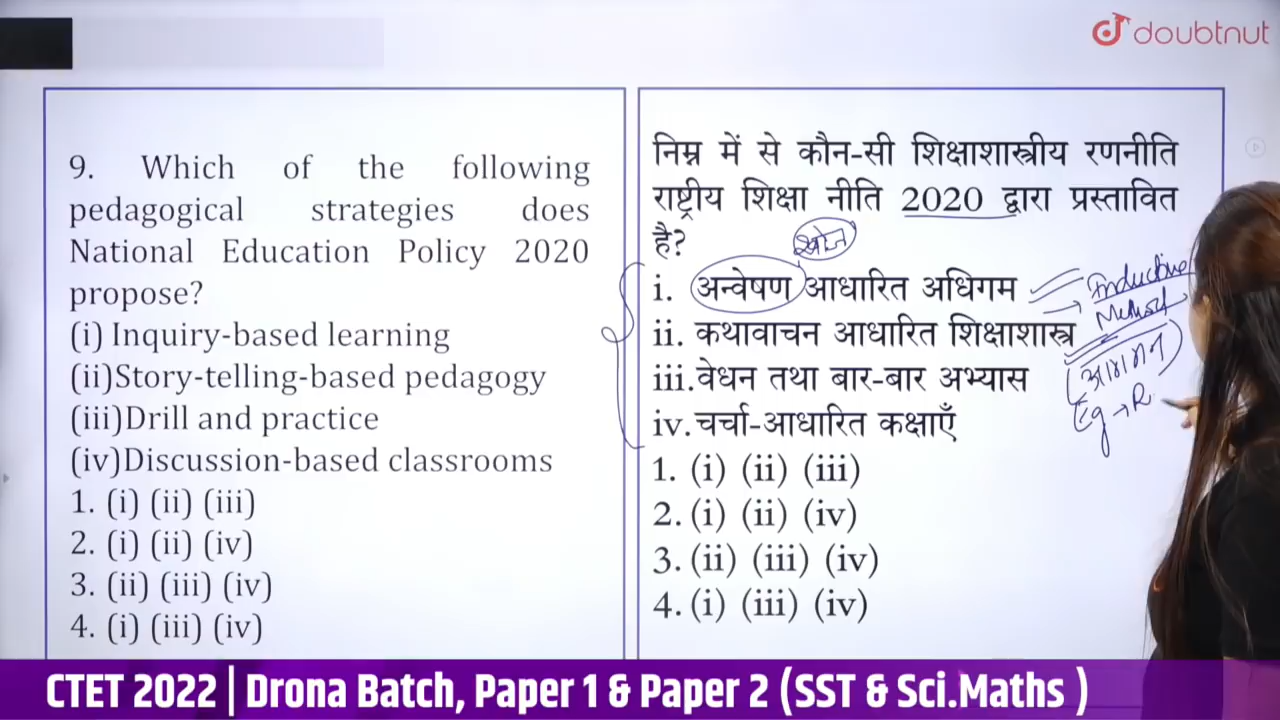 doubtnut
9. Which of the following
pedagogical strategies does
National Education Policy 2020
propose?
(i) Inquiry-based learning
(ii)Story-telling-based pedagogy
(iii)Drill and practice
(iv)Discussion-based classrooms
1. (i) (ii) (iii)
2. (i) (ii) (iv)
3. (ii) (iii) (iv)
4. (i) (iii) (iv)
निम्न में से कौन-सी शिक्षाशास्त्रीय रणनीति
राष्ट्रीय शिक्षा नीति 2020 द्वारा प्रस्तावित
है?
खोज
i. अन्वेषण आधारित अधिगम
ii. कथावाचन आधारित शिक्षाशास्त्र
iii.वेधन तथा बार-बार अभ्यास
iv.चर्चा-आधारित कक्षाएँ
1. (i) (ii) (iii)
2. (i) (ii) (iv)
3. (ii) (iii) (iv)
4. (i) (iii) (iv)
Inductive
Method
(आगमन)
Eg → R
CTET 2022 | Drona Batch, Paper 1 & Paper 2 (SST & Sci.Maths )